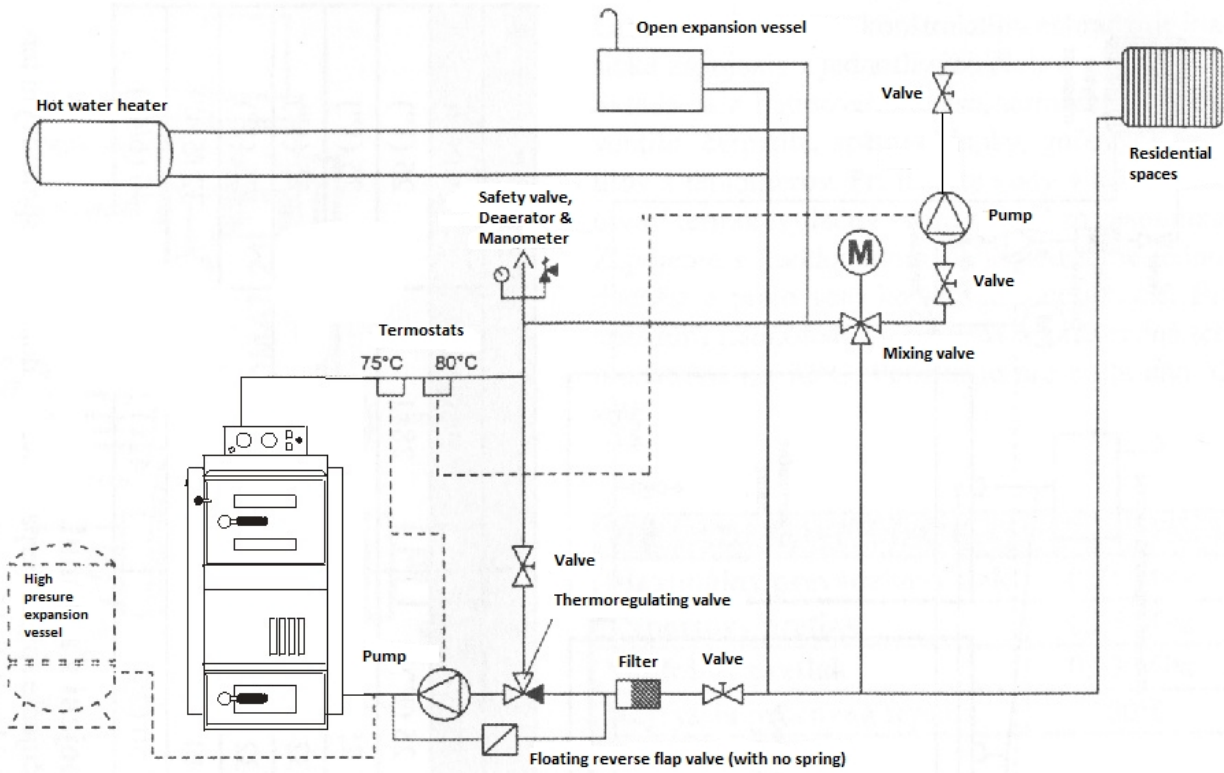 Open expansion vessel
Valve
Hot water heater
Residential
spaces
Safety valve,
Deaerator &
Manometer
Pump
M
Valve
Mixing valve
Termostats
75°C
80°C
Valve
Thermoregulating valve
High
presure
expansion
vessel
Pump
Filter
Valve
Floating reverse flap valve (with no spring)